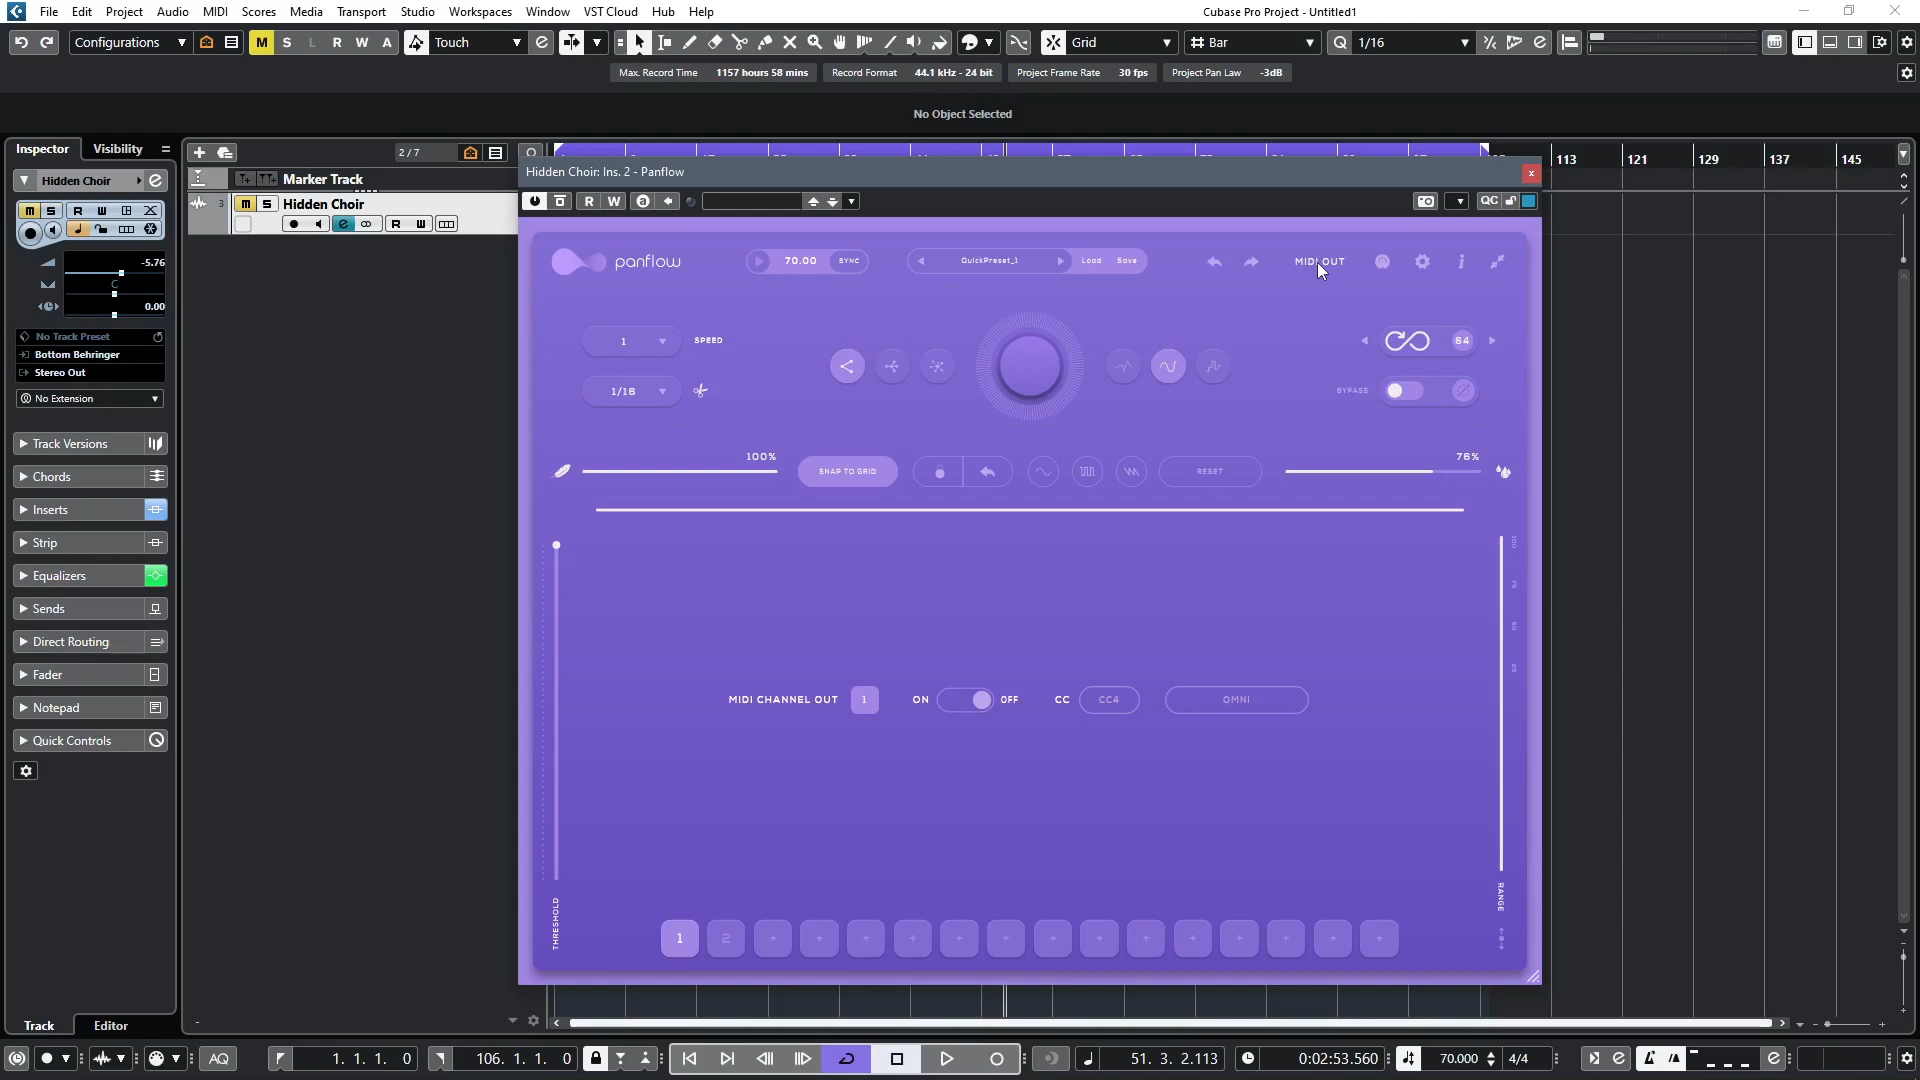 File Edit Project Audio MIDI Scores Media Transport Studio Workspaces Window VST Cloud Hub Help
Cubase Pro Project - Untitled1
Configurations M S L R W A Touch Grid Bar Q 1/16
Max. Record Time 1157 hours 58 mins Record Format 44.1 kHz - 24 bit Project Frame Rate 30 fps Project Pan Law -3dB
No Object Selected
Inspector Visibility
2/7
113 121 129 137 145
Hidden Choir
Marker Track
Hidden Choir: Ins. 2 - Panflow
3 m S Hidden Choir
R W
R W
QC
m S R W
-5.76
C
0.00
No Track Preset
Bottom Behringer
Stereo Out
No Extension
Track Versions
Chords
Inserts
Strip
Equalizers
Sends
Direct Routing
Fader
Notepad
Quick Controls
Track Editor
panflow
70.00 SYNC
QuickPreset_1 Load Save
MIDI OUT
1 SPEED
64
1/16
BYPASS
100%
SNAP TO GRID
RESET
76%
100
75
50
25
MIDI CHANNEL OUT 1 ON OFF CC CC4 OMNI
THRESHOLD
RANGE
1 2 + + + + + + + + + + + + + +
AQ 1. 1. 1. 0 106. 1. 1. 0 51. 3. 2.113 0:02:53.560 70.000 4/4